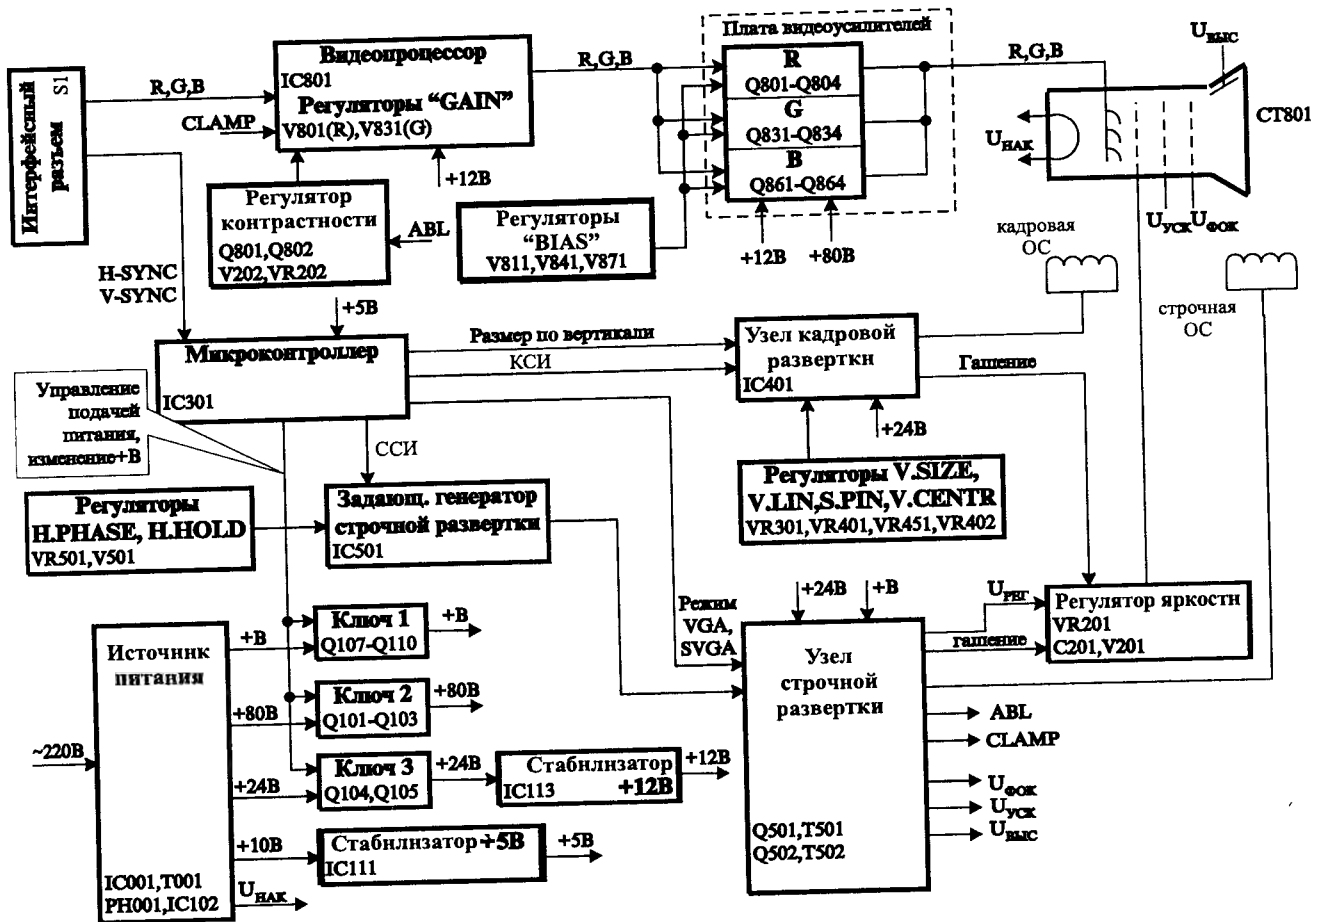 Плата видеоусилителей
Интерфейсный разъем S1
R,G,B
CLAMP
Видеопроцессор
IC801
Регуляторы “GAIN”
V801(R),V831(G)
R,G,B
+12В
R
Q801-Q804
G
Q831-Q834
B
Q861-Q864
+12В
+80В
R,G,B
UВЫС
CT801
UНАК
UУСК
UФОК
Регулятор
контрастности
Q801,Q802
V202,VR202
ABL
Регуляторы
“BIAS”
V811,V841,V871
кадровая
ОС
строчная
ОС
H-SYNC
V-SYNC
+5В
Микроконтроллер
IC301
Размер по вертикали
КСИ
Узел кадровой
развертки
IC401
Гашение
+24В
Управление
подачей
питания,
изменение+В
ССИ
Регуляторы
H.PHASE, H.HOLD
VR501,V501
Задающ. генератор
строчной развертки
IC501
Регуляторы V.SIZE,
V.LIN,S.PIN,V.CENTR
VR301,VR401,VR451,VR402
Режим
VGA,
SVGA
+24В
+В
UРЕГ
гашение
Регулятор яркости
VR201
C201,V201
~220В
Источник
питания
IC001,T001
PH001,IC102
+В
Ключ 1
Q107-Q110
+В
+80В
Ключ 2
Q101-Q103
+80В
+24В
Ключ 3
Q104,Q105
+24В
Стабилизатор
IC113 +12В
+12В
+10В
Стабилизатор+5В
IC111
+5В
UНАК
Узел
строчной
развертки
Q501,T501
Q502,T502
ABL
CLAMP
UФОК
UУСК
UВЫС